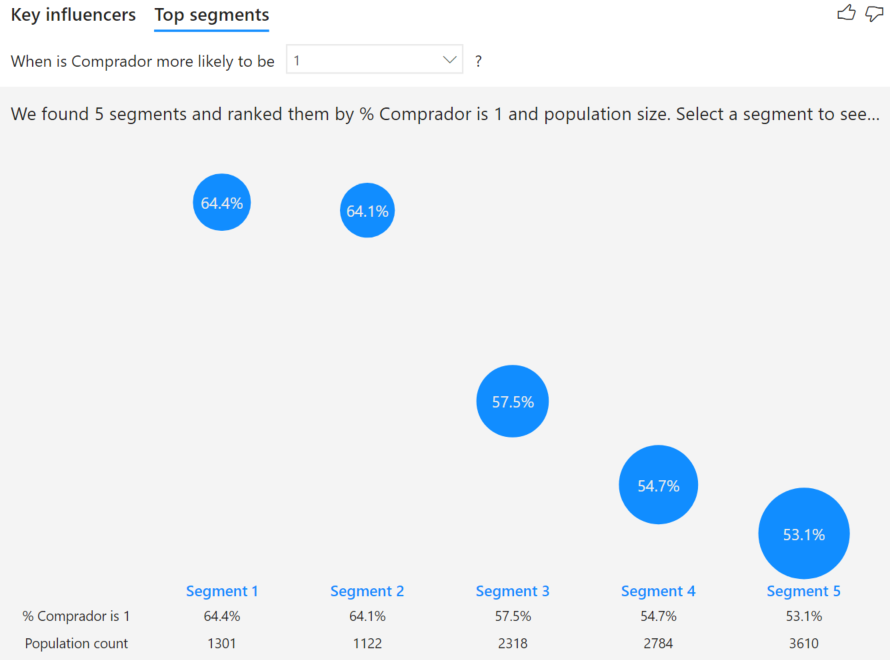 Key influencers Top segments
When is Comprador more likely to be 1 ?
We found 5 segments and ranked them by % Comprador is 1 and population size. Select a segment to see...
64.4%
64.1%
57.5%
54.7%
53.1%
Segment 1 Segment 2 Segment 3 Segment 4 Segment 5
% Comprador is 1 64.4% 64.1% 57.5% 54.7% 53.1%
Population count 1301 1122 2318 2784 3610